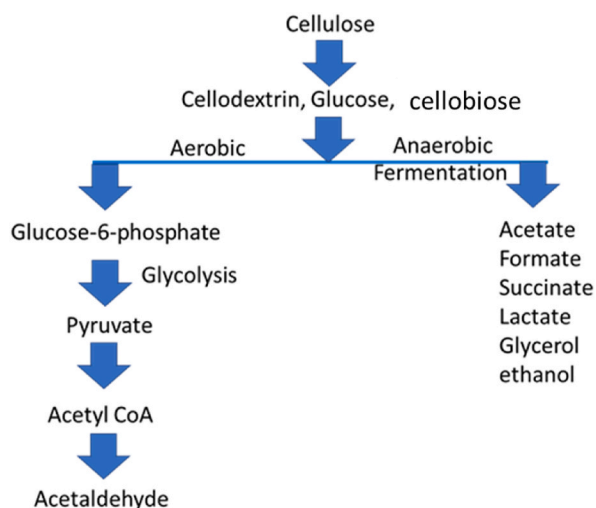 Cellulose
Cellodextrin, Glucose, cellobiose
Aerobic
Anaerobic
Fermentation
Glucose-6-phosphate
Glycolysis
Pyruvate
Acetyl CoA
Acetaldehyde
Acetate
Formate
Succinate
Lactate
Glycerol
ethanol